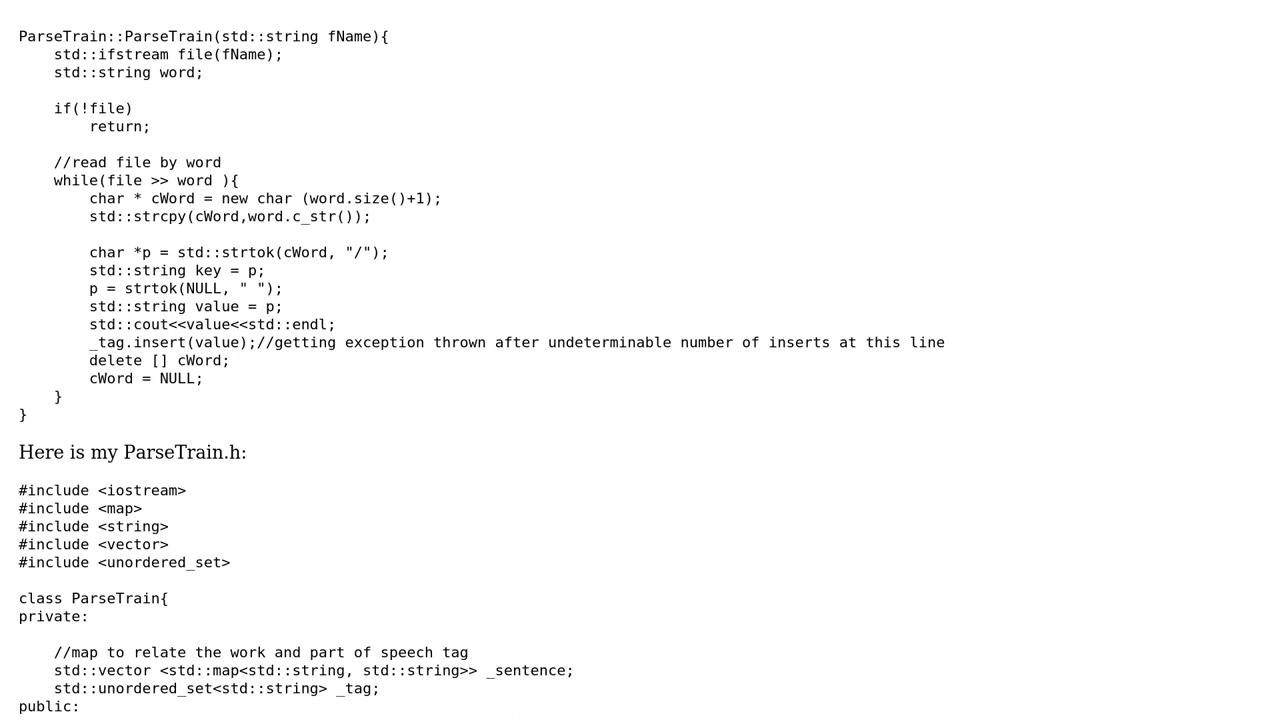 ParseTrain::ParseTrain(std::string fName){
    std::ifstream file(fName);
    std::string word;

    if(!file)
        return;

    //read file by word
    while(file >> word ){
        char * cWord = new char (word.size()+1);
        std::strcpy(cWord,word.c_str());

        char *p = std::strtok(cWord, "/");
        std::string key = p;
        p = strtok(NULL, " ");
        std::string value = p;
        std::cout<<value<<std::endl;
        _tag.insert(value);//getting exception thrown after undeterminable number of inserts at this line
        delete [] cWord;
        cWord = NULL;
    }
}
Here is my ParseTrain.h:
#include <iostream>
#include <map>
#include <string>
#include <vector>
#include <unordered_set>

class ParseTrain{
private:

    //map to relate the work and part of speech tag
    std::vector <std::map<std::string, std::string>> _sentence;
    std::unordered_set<std::string> _tag;
public: